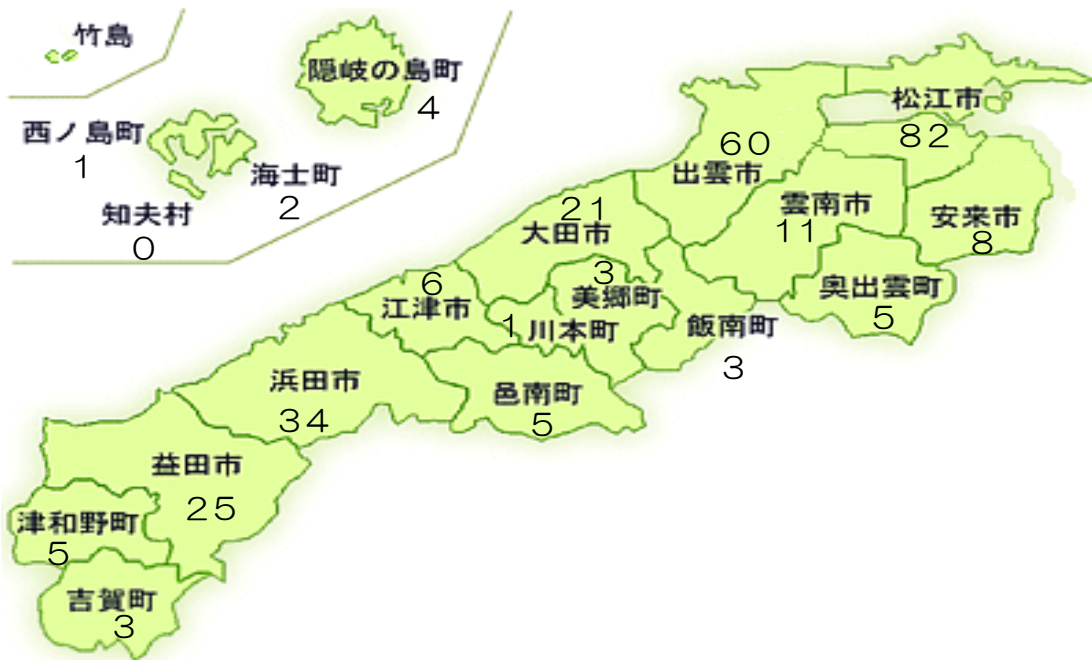 竹島
隠岐の島町
4
西ノ島町
1
海士町
2
知夫村
0
松江市
82
出雲市
60
雲南市
11
安来市
8
奥出雲町
5
大田市
21
美郷町
3
飯南町
3
川本町
1
江津市
6
邑南町
5
浜田市
34
益田市
25
津和野町
5
吉賀町
3